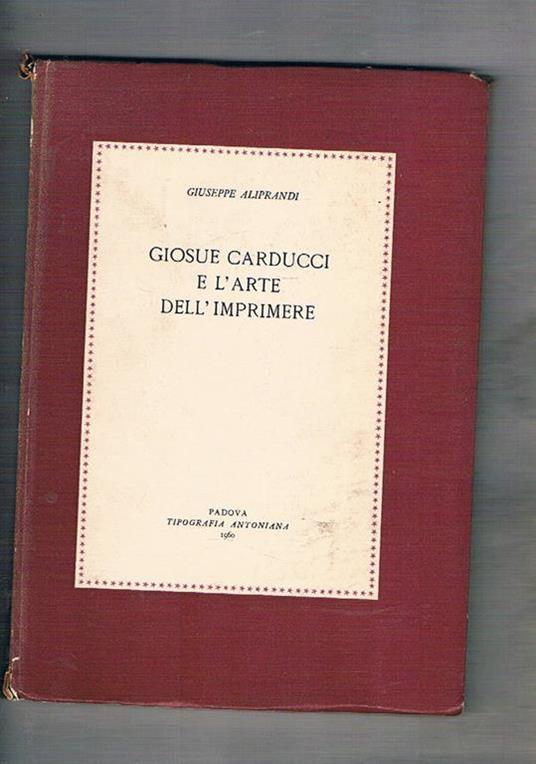 GIUSEPPE ALIPRANDI
GIOSUE CARDUCCI
E L'ARTE
DELL'IMPRIMERE
PADOVA
TIPOGRAFIA ANTONIANA
1960